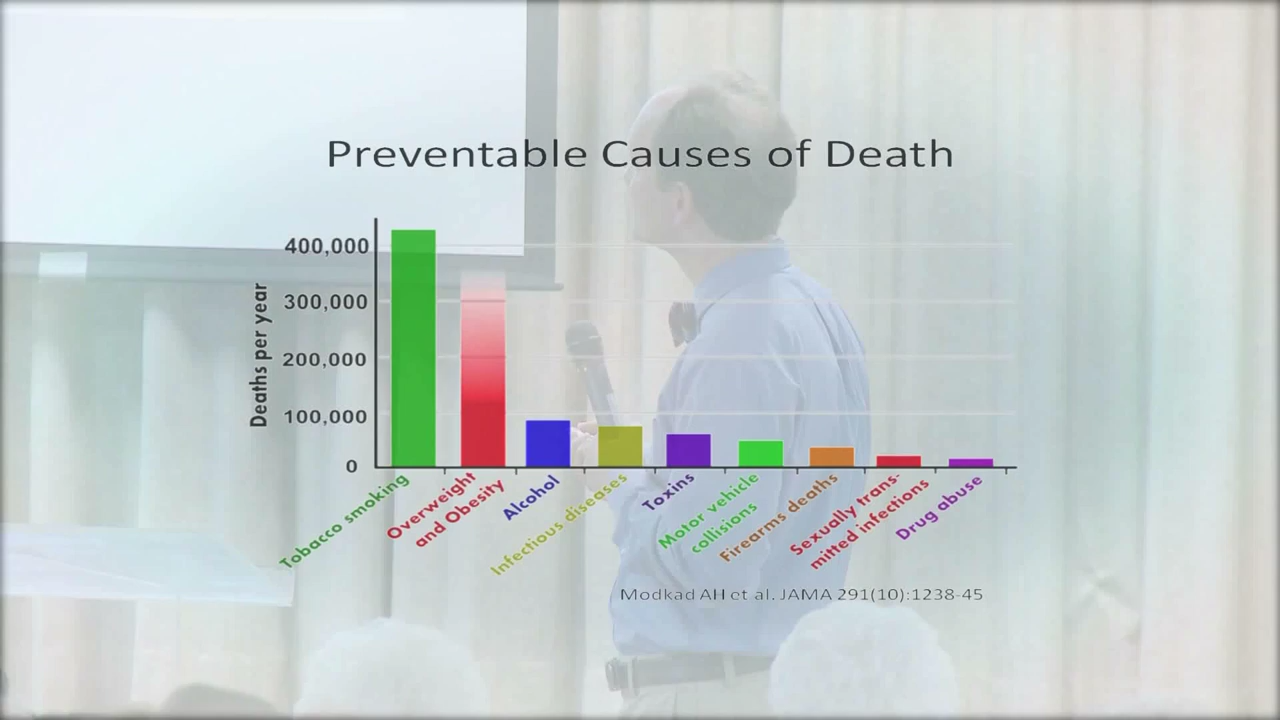 Preventable Causes of Death
Deaths per year
400,000
300,000
200,000
100,000
0
Tobacco smoking
Overweight
and Obesity
Alcohol
Infectious diseases
Toxins
Motor vehicle
collisions
Firearms deaths
Sexually trans-
mitted infections
Drug abuse
Modkad AH et al. JAMA 291(10):1238-45